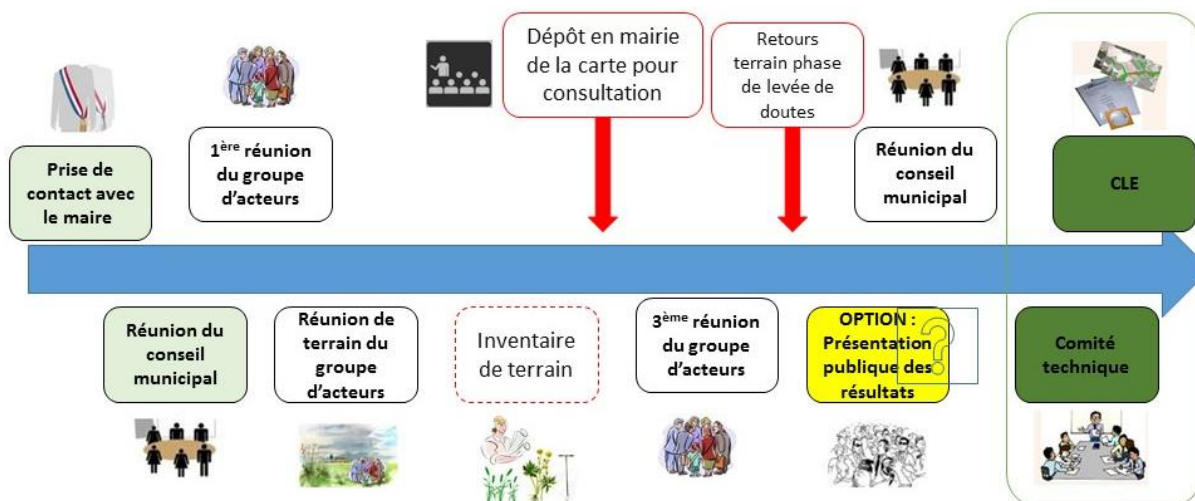 Dépôt en mairie
de la carte pour
consultation
Retours
terrain phase
de levée de
doutes
Prise de
contact avec
le maire
1ère réunion
du groupe
d’acteurs
Réunion du
conseil
municipal
CLE
Réunion du
conseil
municipal
Réunion de
terrain du
groupe
d’acteurs
Inventaire
de terrain
3ème réunion
du groupe
d’acteurs
OPTION :
Présentation
publique des
résultats
?
Comité
technique